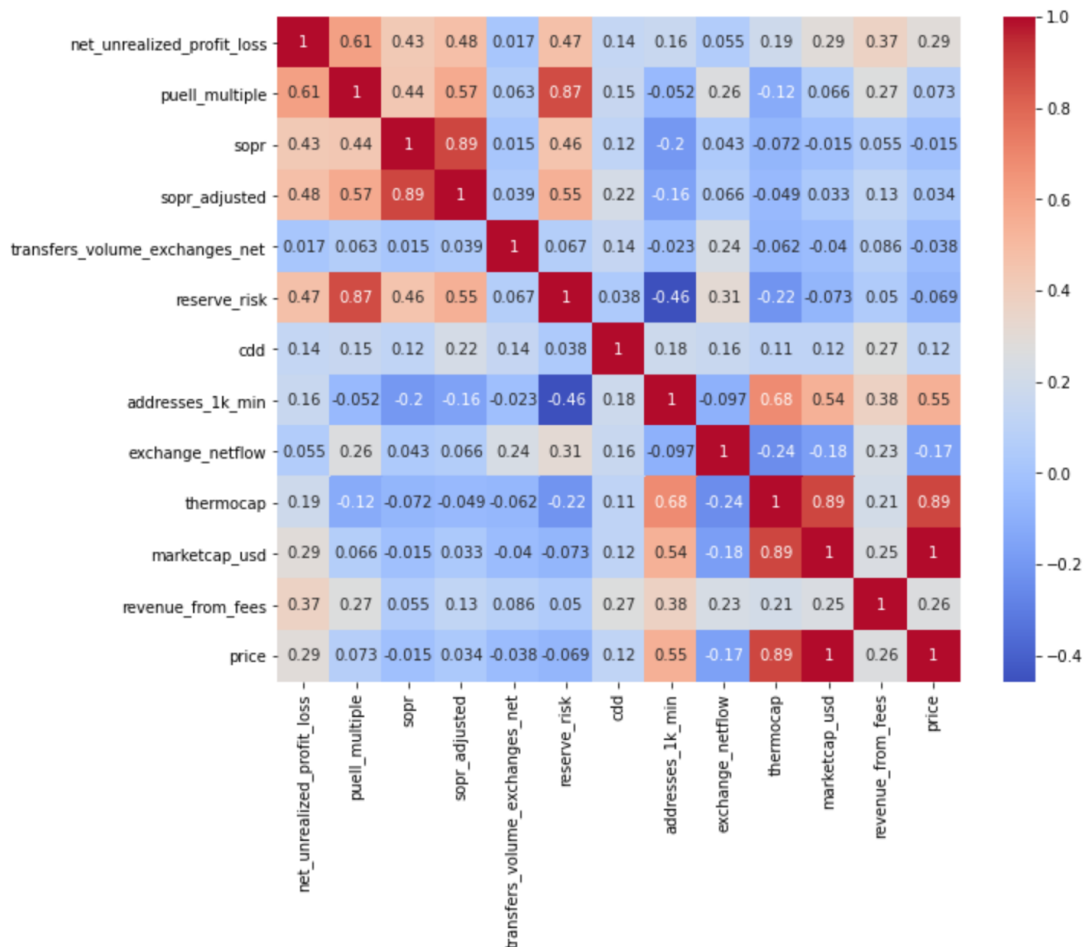 net_unrealized_profit_loss 1 0.61 0.43 0.48 0.017 0.47 0.14 0.16 0.055 0.19 0.29 0.37 0.29
puell_multiple 0.61 1 0.44 0.57 0.063 0.87 0.15 -0.052 0.26 -0.12 0.066 0.27 0.073
sopr 0.43 0.44 1 0.89 0.015 0.46 0.12 -0.2 0.043 -0.072 -0.015 0.055 -0.015
sopr_adjusted 0.48 0.57 0.89 1 0.039 0.55 0.22 -0.16 0.066 -0.049 0.033 0.13 0.034
transfers_volume_exchanges_net 0.017 0.063 0.015 0.039 1 0.067 0.14 -0.023 0.24 -0.062 -0.04 0.086 -0.038
reserve_risk 0.47 0.87 0.46 0.55 0.067 1 0.038 -0.46 0.31 -0.22 -0.073 0.05 -0.069
cdd 0.14 0.15 0.12 0.22 0.14 0.038 1 0.18 0.16 0.11 0.12 0.27 0.12
addresses_1k_min 0.16 -0.052 -0.2 -0.16 -0.023 -0.46 0.18 1 -0.097 0.68 0.54 0.38 0.55
exchange_netflow 0.055 0.26 0.043 0.066 0.24 0.31 0.16 -0.097 1 -0.24 -0.18 0.23 -0.17
thermocap 0.19 -0.12 -0.072 -0.049 -0.062 -0.22 0.11 0.68 -0.24 1 0.89 0.21 0.89
marketcap_usd 0.29 0.066 -0.015 0.033 -0.04 -0.073 0.12 0.54 -0.18 0.89 1 0.25 1
revenue_from_fees 0.37 0.27 0.055 0.13 0.086 0.05 0.27 0.38 0.23 0.21 0.25 1 0.26
price 0.29 0.073 -0.015 0.034 -0.038 -0.069 0.12 0.55 -0.17 0.89 1 0.26 1
net_unrealized_profit_loss
puell_multiple
sopr
sopr_adjusted
transfers_volume_exchanges_net
reserve_risk
cdd
addresses_1k_min
exchange_netflow
thermocap
marketcap_usd
revenue_from_fees
price
1.0
0.8
0.6
0.4
0.2
0.0
−0.2
−0.4